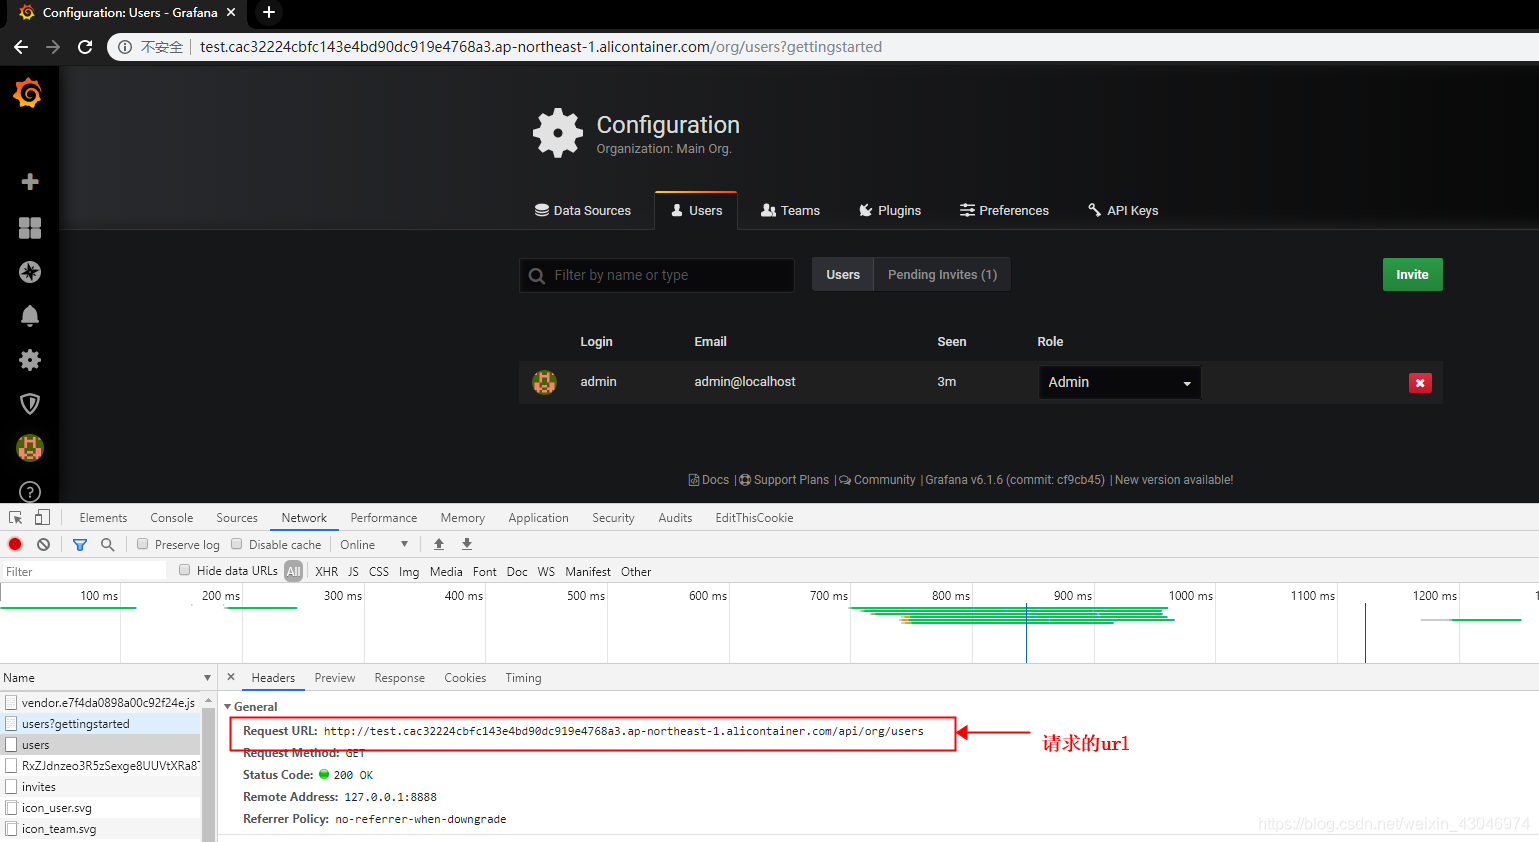 Configuration: Users - Grafana
不安全 test.cac32224cbfc143e4bd90dc919e4768a3.ap-northeast-1.alicontainer.com/org/users?gettingstarted
Configuration
Organization: Main Org.
Data Sources Users Teams Plugins Preferences API Keys
Filter by name or type Users Pending Invites (1) Invite
Login Email Seen Role
admin admin@localhost 3m Admin
Docs | Support Plans | Community | Grafana v6.1.6 (commit: cf9cb45) | New version available!
Elements Console Sources Network Performance Memory Application Security Audits EditThisCookie
Preserve log Disable cache Online
Filter Hide data URLs All XHR JS CSS Img Media Font Doc WS Manifest Other
100 ms 200 ms 300 ms 400 ms 500 ms 600 ms 700 ms 800 ms 900 ms 1000 ms 1100 ms 1200 ms
Name Headers Preview Response Cookies Timing
vendor.e7f4da0898a00c92f24e.js
General
users?gettingstarted
Request URL: http://test.cac32224cbfc143e4bd90dc919e4768a3.ap-northeast-1.alicontainer.com/api/org/users
请求的url
users
Request Method: GET
RxZJdnzeo3R5zSexge8UUVtXRa8T
Status Code: 200 OK
invites
Remote Address: 127.0.0.1:8888
icon_user.svg
Referrer Policy: no-referrer-when-downgrade
icon_team.svg
https://blog.csdn.net/weixin_43046974